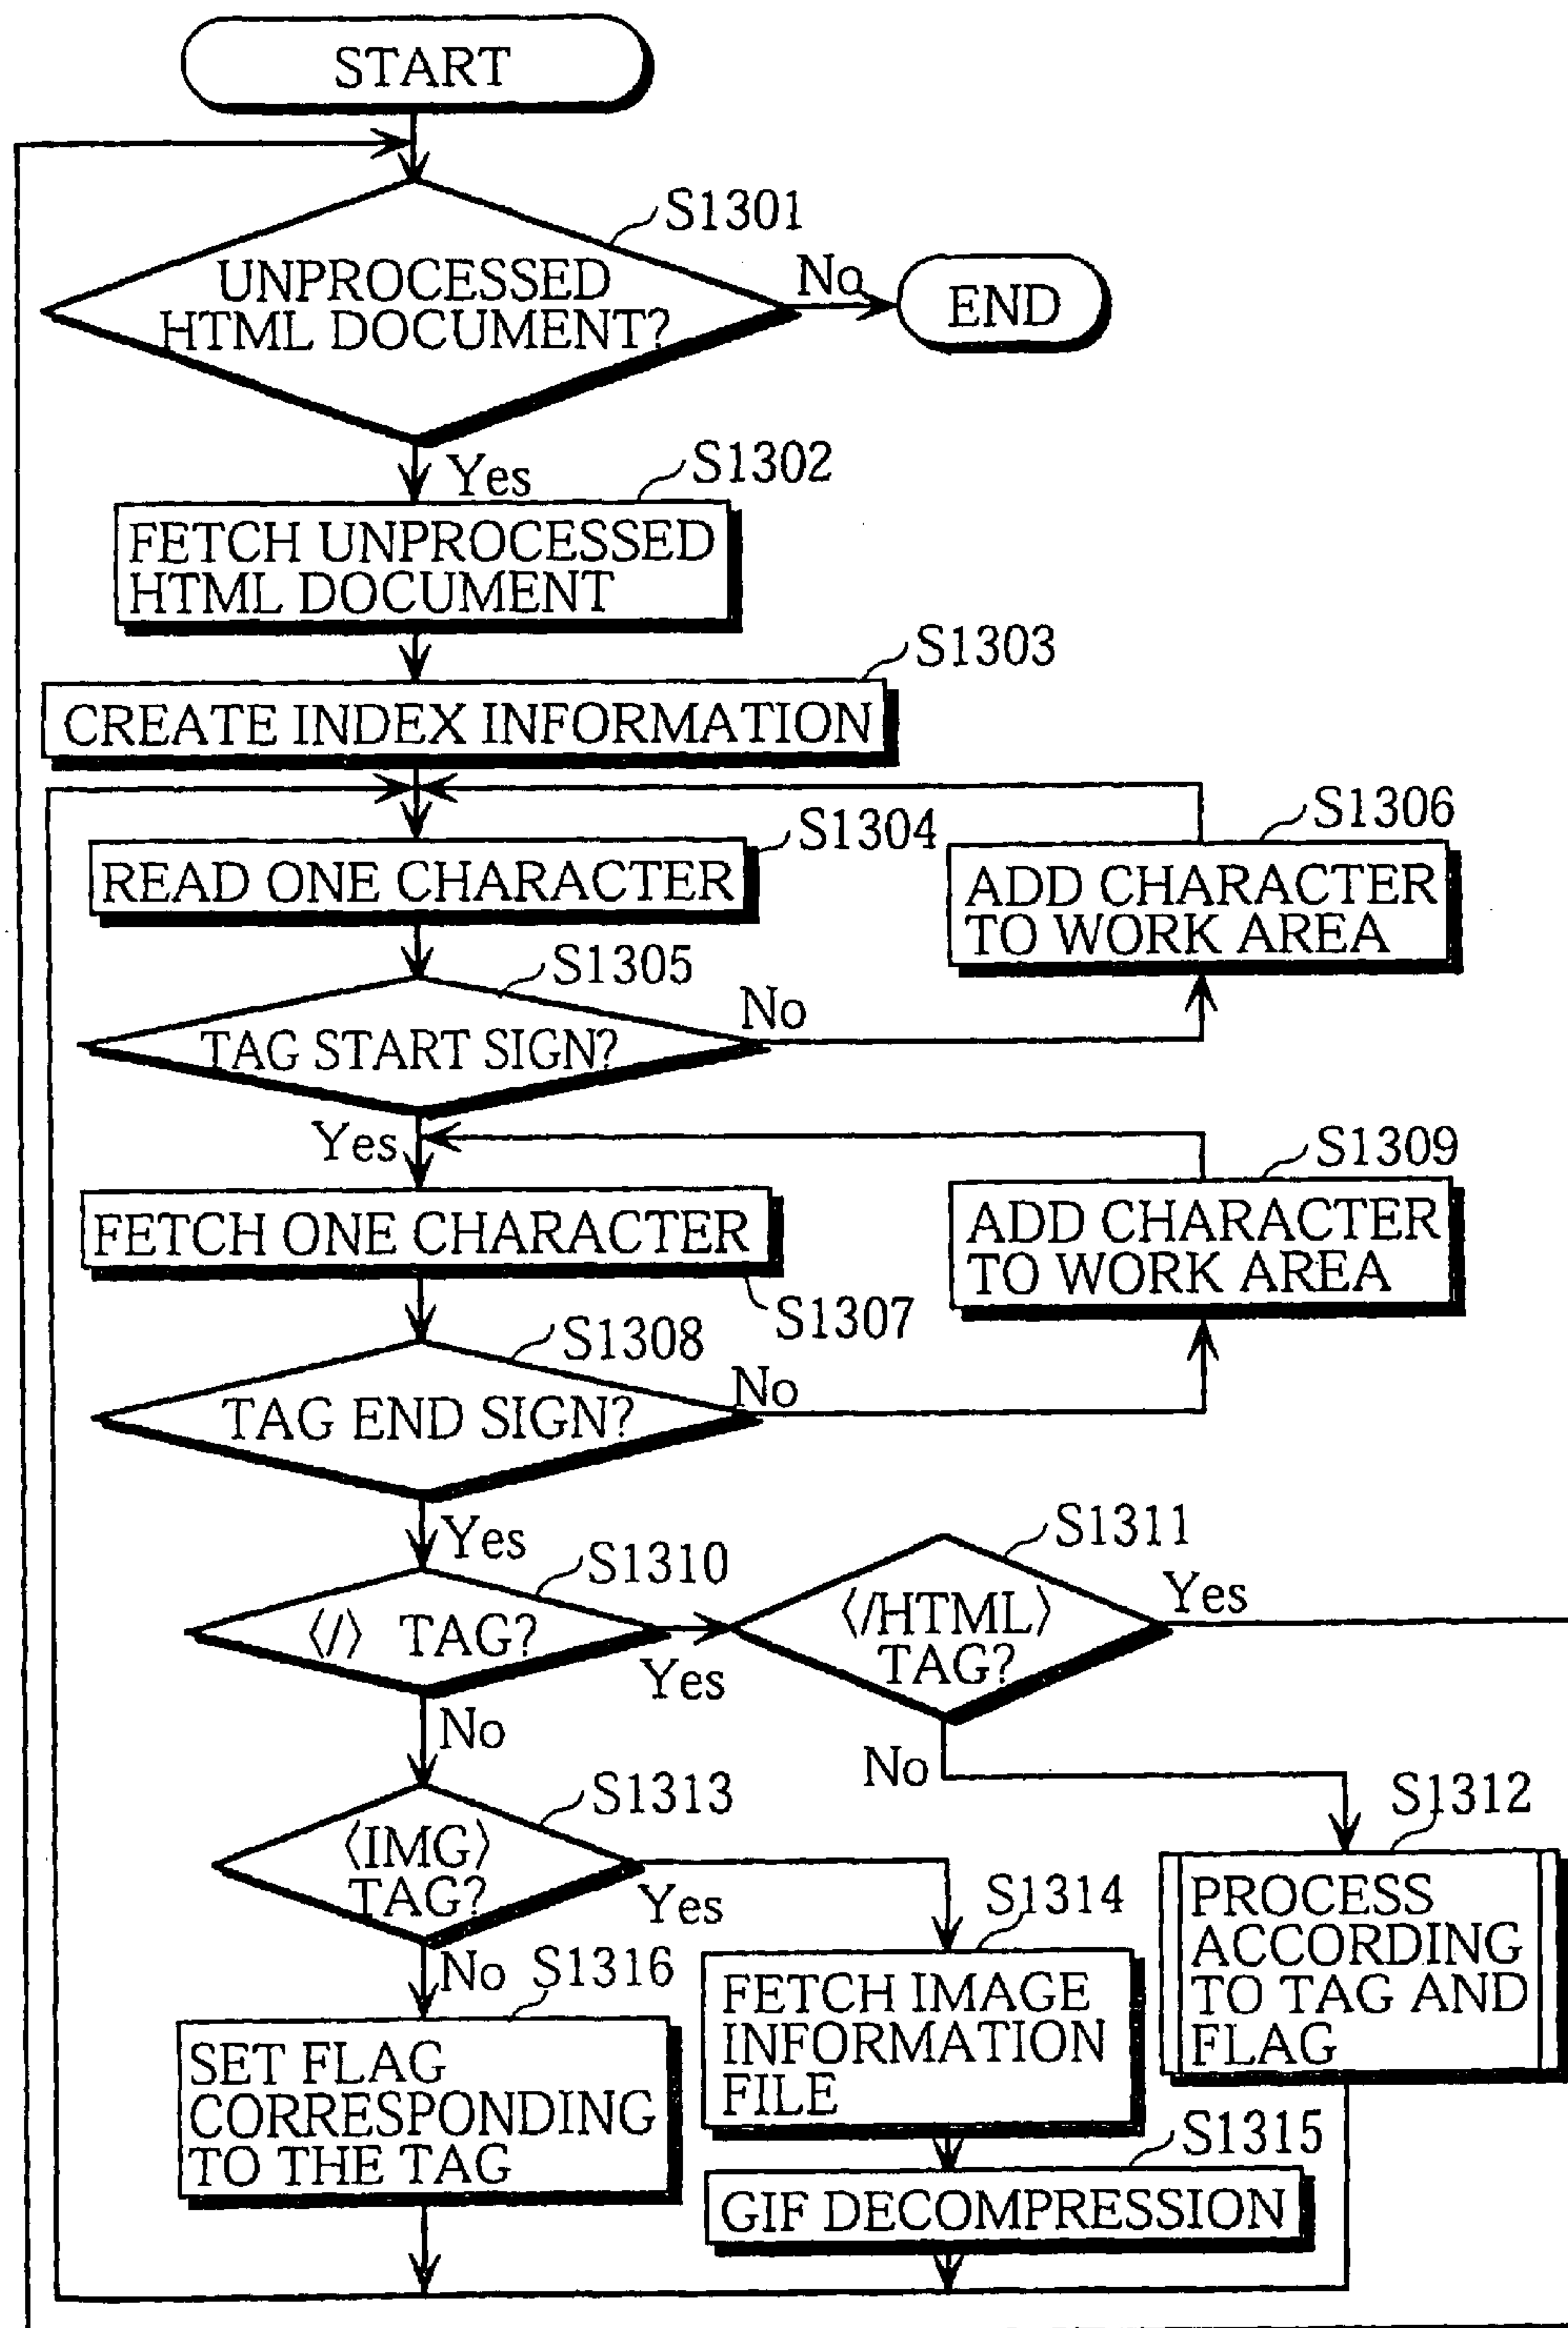 START
S1301
UNPROCESSED
HTML DOCUMENT?
No
END
Yes
S1302
FETCH UNPROCESSED
HTML DOCUMENT
S1303
CREATE INDEX INFORMATION
S1304
READ ONE CHARACTER
S1306
ADD CHARACTER
TO WORK AREA
S1305
TAG START SIGN?
No
Yes
S1309
ADD CHARACTER
TO WORK AREA
FETCH ONE CHARACTER
S1307
S1308
TAG END SIGN?
No
Yes
S1310
⟨/⟩ TAG?
Yes
S1311
⟨/HTML⟩
TAG?
Yes
No
No
S1313
⟨IMG⟩
TAG?
Yes
S1312
PROCESS
ACCORDING
TO TAG AND
FLAG
S1314
FETCH IMAGE
INFORMATION
FILE
No
S1316
SET FLAG
CORRESPONDING
TO THE TAG
S1315
GIF DECOMPRESSION